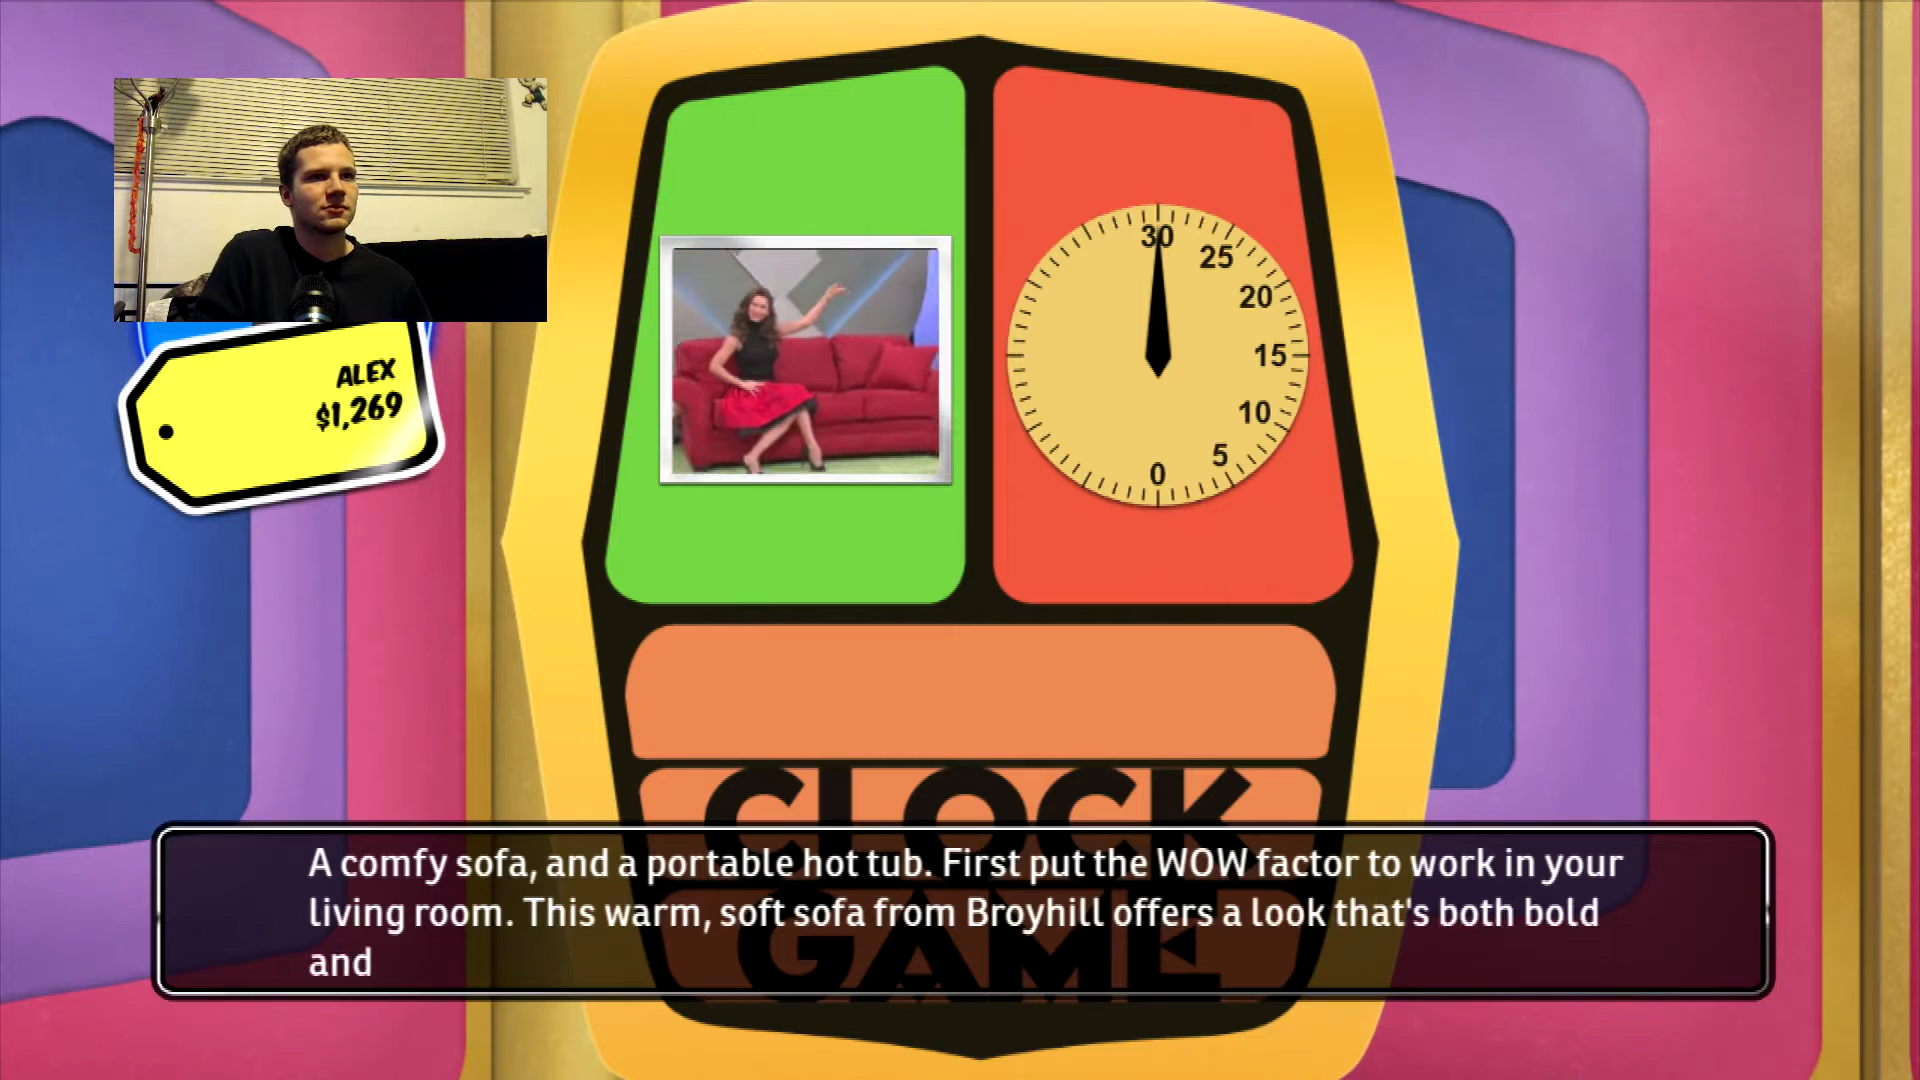 ALEX
$1,269
30
25
20
15
10
5
0
CLOCK
GAME
A comfy sofa, and a portable hot tub. First put the WOW factor to work in your
living room. This warm, soft sofa from Broyhill offers a look that's both bold
and